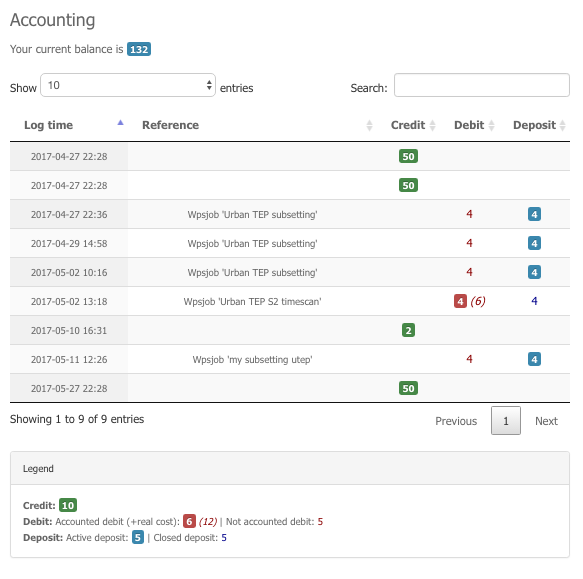 Accounting
Your current balance is 132
Show 10 entries Search:
Log time Reference Credit Debit Deposit
2017-04-27 22:28 50
2017-04-27 22:28 50
2017-04-27 22:36 Wpsjob 'Urban TEP subsetting' 4 4
2017-04-29 14:58 Wpsjob 'Urban TEP subsetting' 4 4
2017-05-02 10:16 Wpsjob 'Urban TEP subsetting' 4 4
2017-05-02 13:18 Wpsjob 'Urban TEP S2 timescan' 4 (6) 4
2017-05-10 16:31 2
2017-05-11 12:26 Wpsjob 'my subsetting utep' 4 4
2017-05-27 22:28 50
Showing 1 to 9 of 9 entries Previous 1 Next
Legend
Credit: 10
Debit: Accounted debit (+real cost): 6 (12) | Not accounted debit: 5
Deposit: Active deposit: 5 | Closed deposit: 5